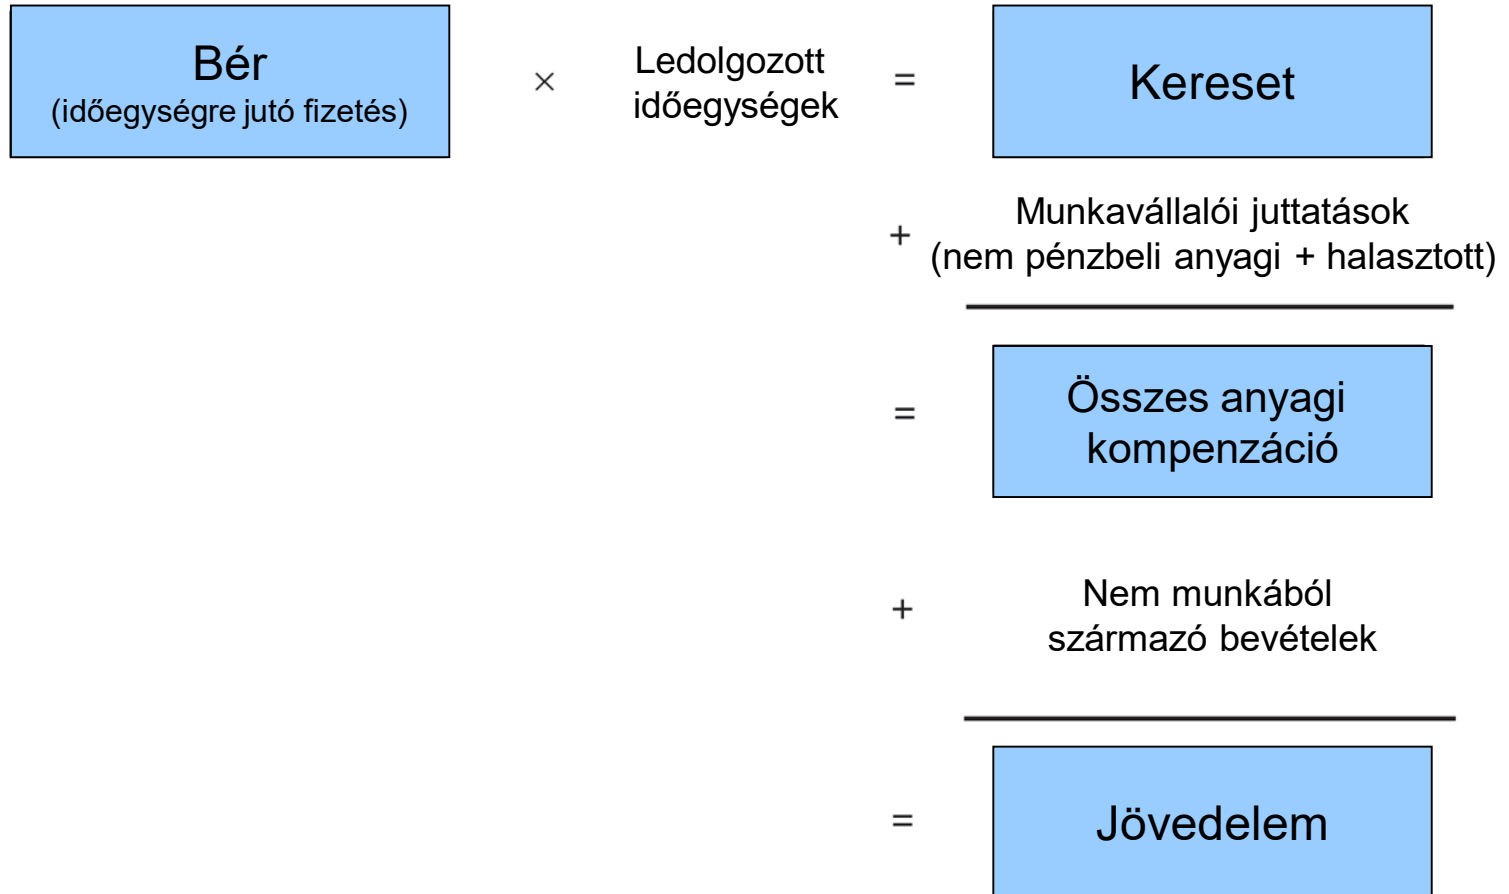 Bér
(időegységre jutó fizetés)
×
Ledolgozott
időegységek
=
Kereset
+
Munkavállalói juttatások
(nem pénzbeli anyagi + halasztott)
=
Összes anyagi
kompenzáció
+
Nem munkából
származó bevételek
=
Jövedelem